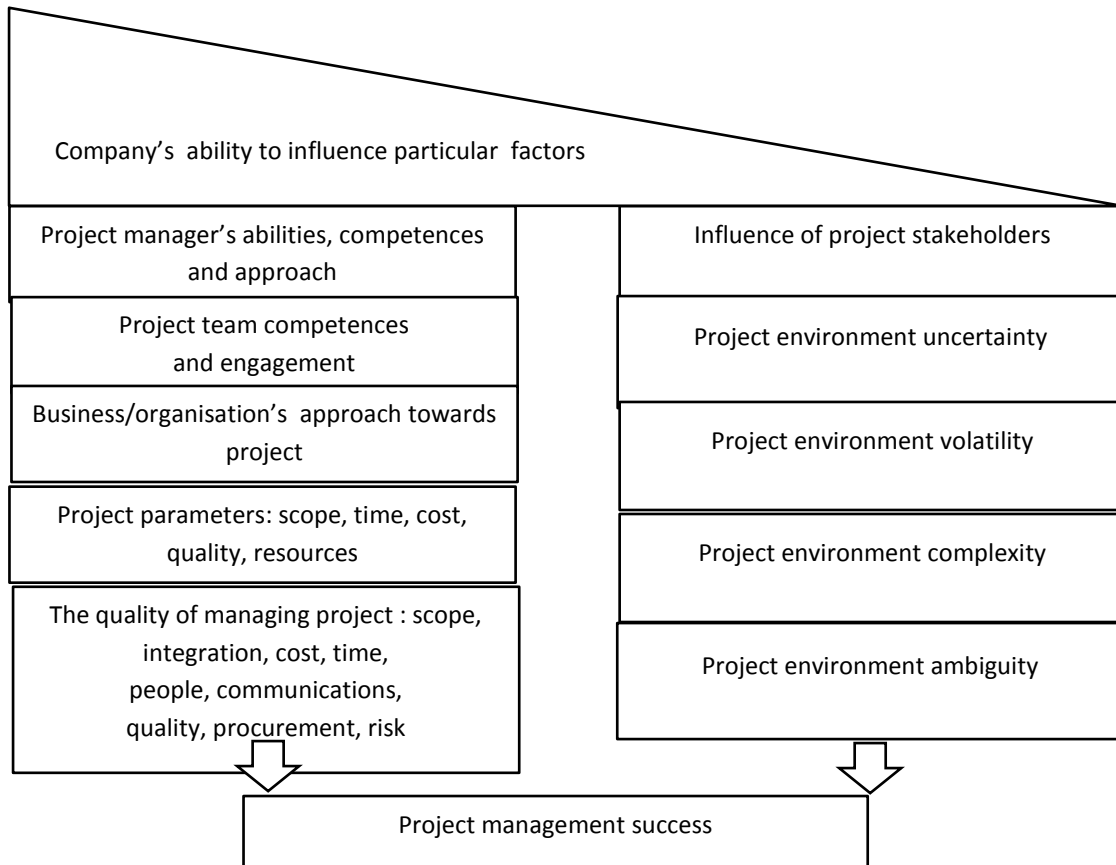 Company’s ability to influence particular factors
Project manager’s abilities, competences
and approach
Project team competences
and engagement
Business/organisation’s approach towards
project
Project parameters: scope, time, cost,
quality, resources
The quality of managing project : scope,
integration, cost, time,
people, communications,
quality, procurement, risk
Influence of project stakeholders
Project environment uncertainty
Project environment volatility
Project environment complexity
Project environment ambiguity
Project management success